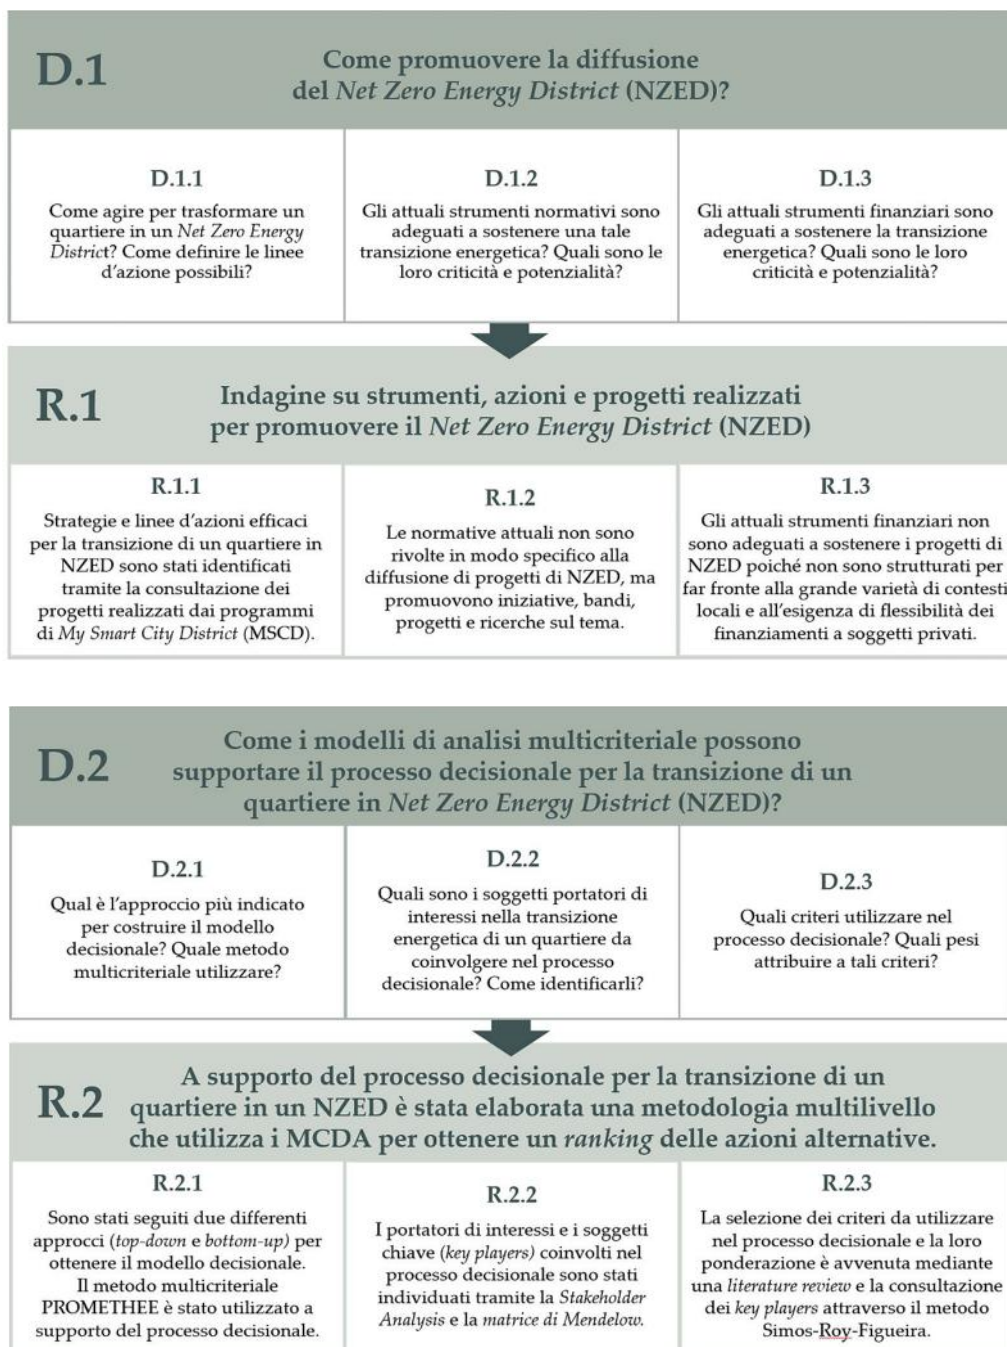 D.1
Come promuovere la diffusione
del Net Zero Energy District (NZED)?
D.1.1
Come agire per trasformare un
quartiere in un Net Zero Energy
District? Come definire le linee
d'azione possibili?
D.1.2
Gli attuali strumenti normativi sono
adeguati a sostenere una tale
transizione energetica? Quali sono le
loro criticità e potenzialità?
D.1.3
Gli attuali strumenti finanziari sono
adeguati a sostenere la transizione
energetica? Quali sono le loro
criticità e potenzialità?
R.1
Indagine su strumenti, azioni e progetti realizzati
per promuovere il Net Zero Energy District (NZED)
R.1.1
Strategie e linee d'azioni efficaci
per la transizione di un quartiere in
NZED sono stati identificati
tramite la consultazione dei
progetti realizzati dai programmi
di My Smart City District (MSCD).
R.1.2
Le normative attuali non sono
rivolte in modo specifico alla
diffusione di progetti di NZED, ma
promuovono iniziative, bandi,
progetti e ricerche sul tema.
R.1.3
Gli attuali strumenti finanziari non
sono adeguati a sostenere i progetti di
NZED poiché non sono strutturati per
far fronte alla grande varietà di contesti
locali e all'esigenza di flessibilità dei
finanziamenti a soggetti privati.
D.2
Come i modelli di analisi multicriteriale possono
supportare il processo decisionale per la transizione di un
quartiere in Net Zero Energy District (NZED)?
D.2.1
Qual è l'approccio più indicato
per costruire il modello
decisionale? Quale metodo
multicriteriale utilizzare?
D.2.2
Quali sono i soggetti portatori di
interessi nella transizione
energetica di un quartiere da
coinvolgere nel processo
decisionale? Come identificarli?
D.2.3
Quali criteri utilizzare nel
processo decisionale? Quali pesi
attribuire a tali criteri?
R.2
A supporto del processo decisionale per la transizione di un
quartiere in un NZED è stata elaborata una metodologia multilivello
che utilizza i MCDA per ottenere un ranking delle azioni alternative.
R.2.1
Sono stati seguiti due differenti
approcci (top-down e bottom-up) per
ottenere il modello decisionale.
Il metodo multicriteriale
PROMETHEE è stato utilizzato a
supporto del processo decisionale.
R.2.2
I portatori di interessi e i soggetti
chiave (key players) coinvolti nel
processo decisionale sono stati
individuati tramite la Stakeholder
Analysis e la matrice di Mendelow.
R.2.3
La selezione dei criteri da utilizzare
nel processo decisionale e la loro
ponderazione è avvenuta mediante
una literature review e la consultazione
dei key players attraverso il metodo
Simos-Roy-Figueira.